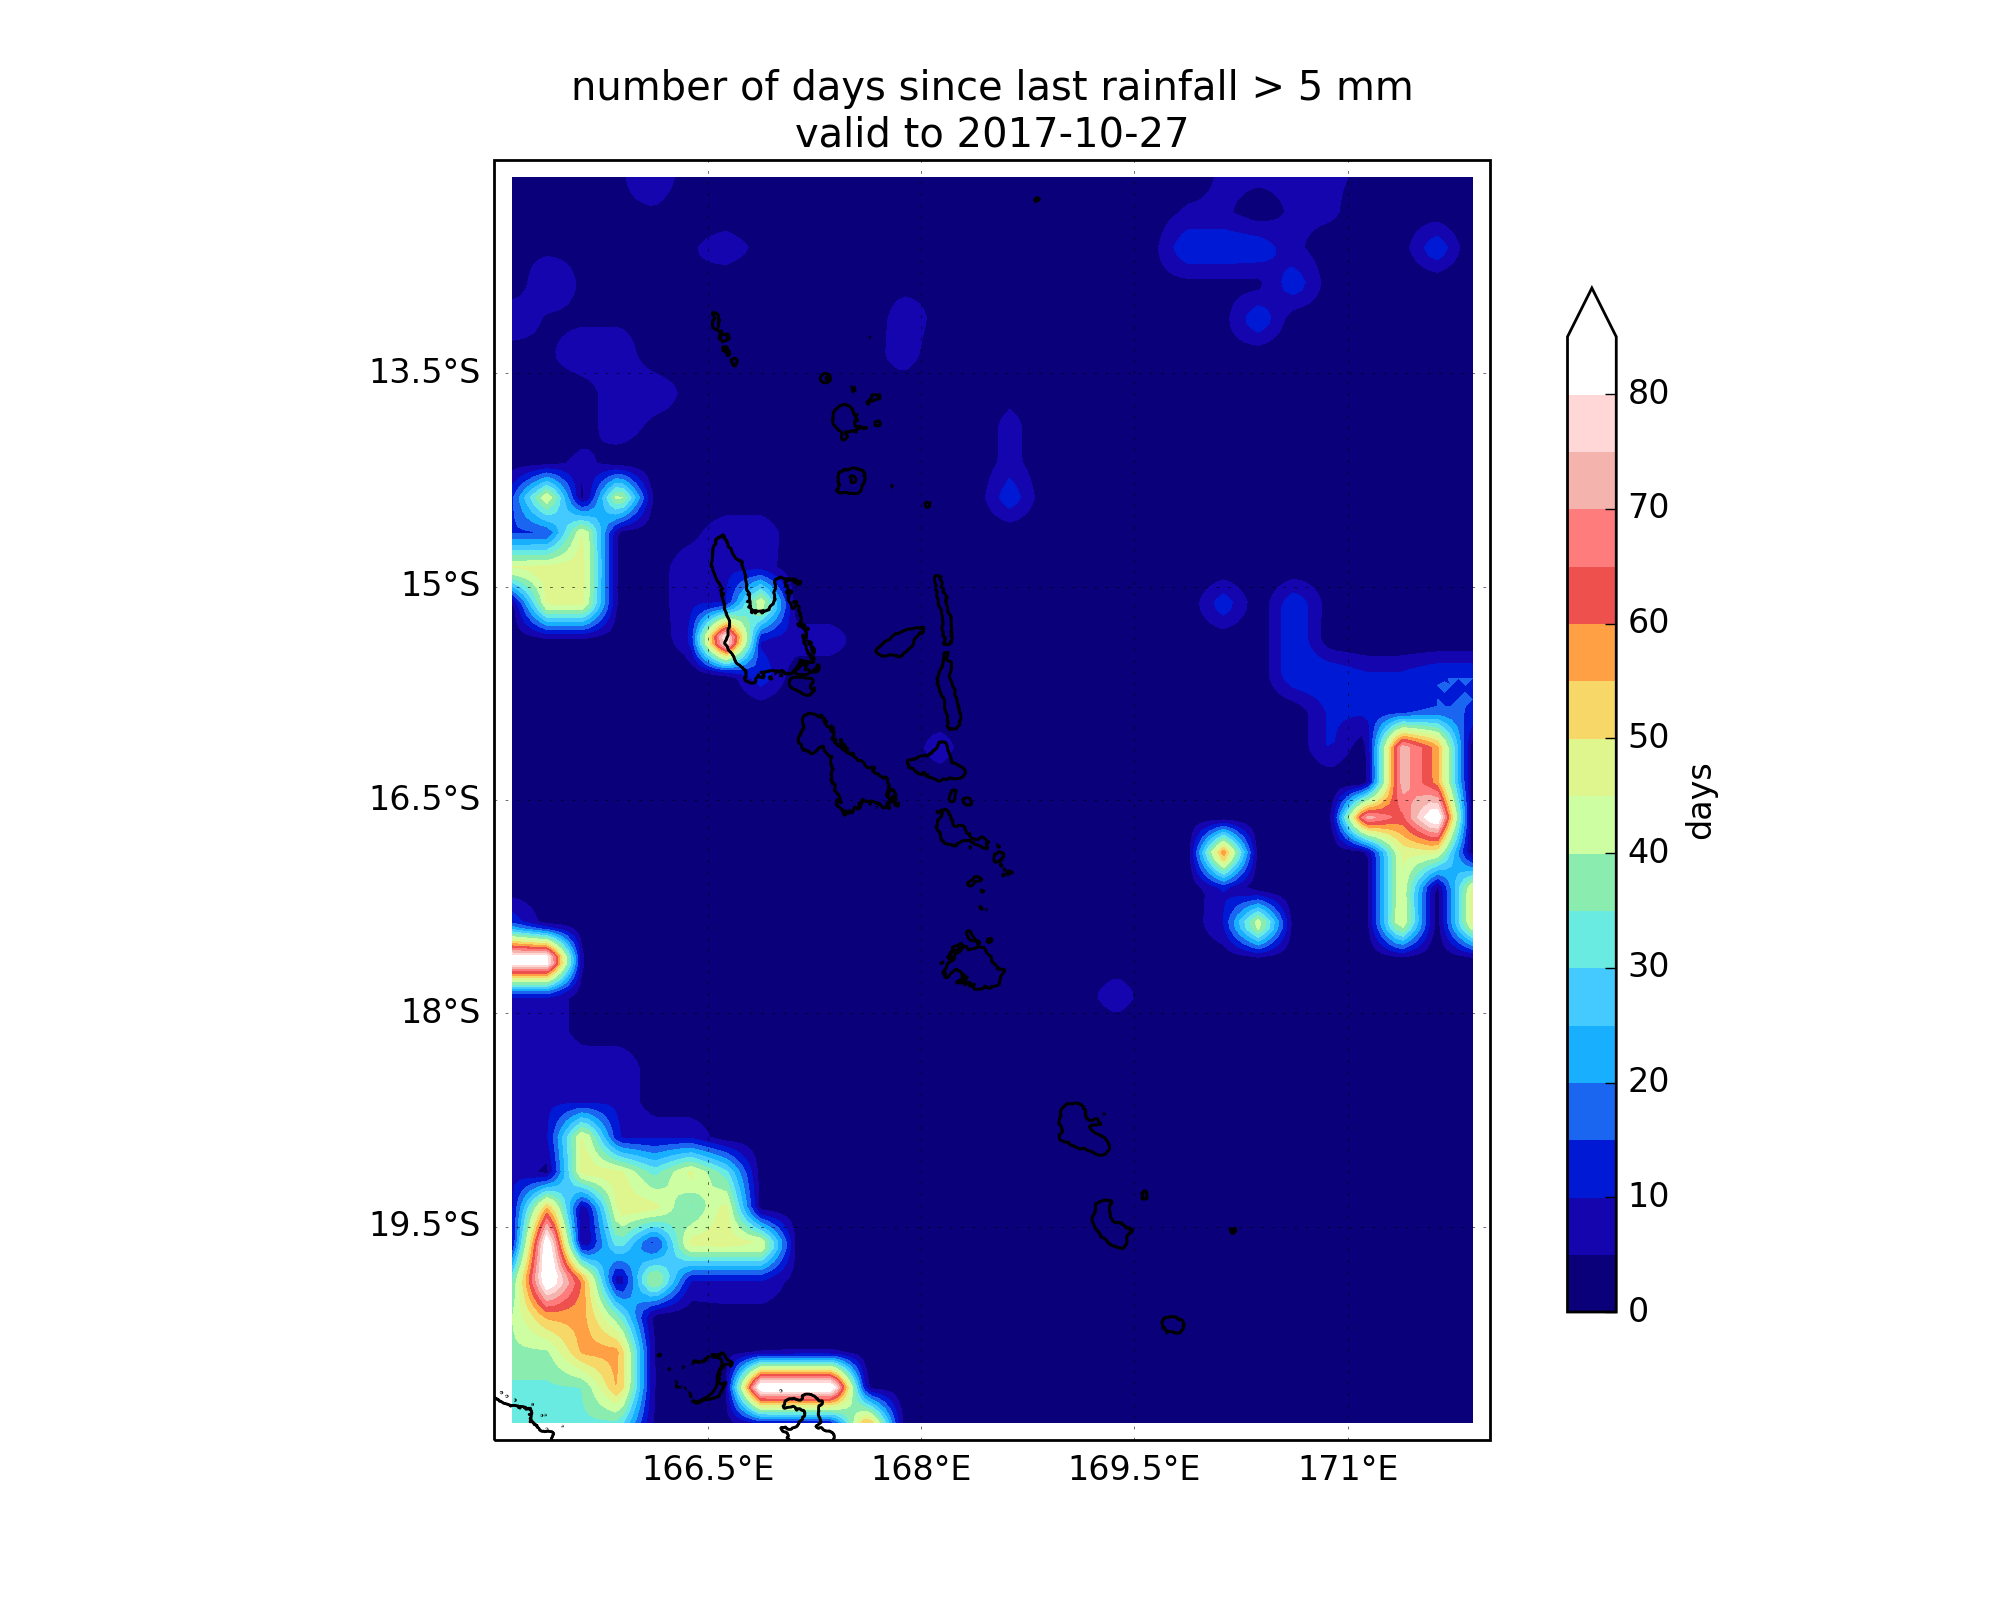 number of days since last rainfall > 5 mm
valid to 2017-10-27
13.5°S
15°S
16.5°S
18°S
19.5°S
166.5°E
168°E
169.5°E
171°E
80
70
60
50
40
30
20
10
0
days